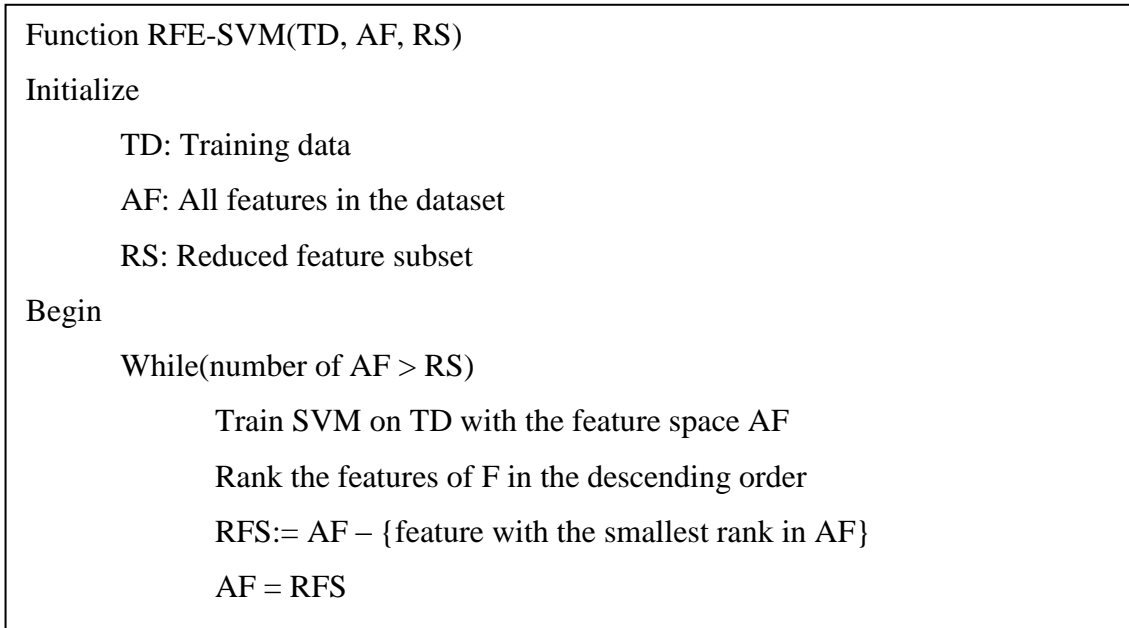 Function RFE-SVM(TD, AF, RS)
Initialize
TD: Training data
AF: All features in the dataset
RS: Reduced feature subset
Begin
While(number of AF > RS)
Train SVM on TD with the feature space AF
Rank the features of F in the descending order
RFS:= AF – {feature with the smallest rank in AF}
AF = RFS